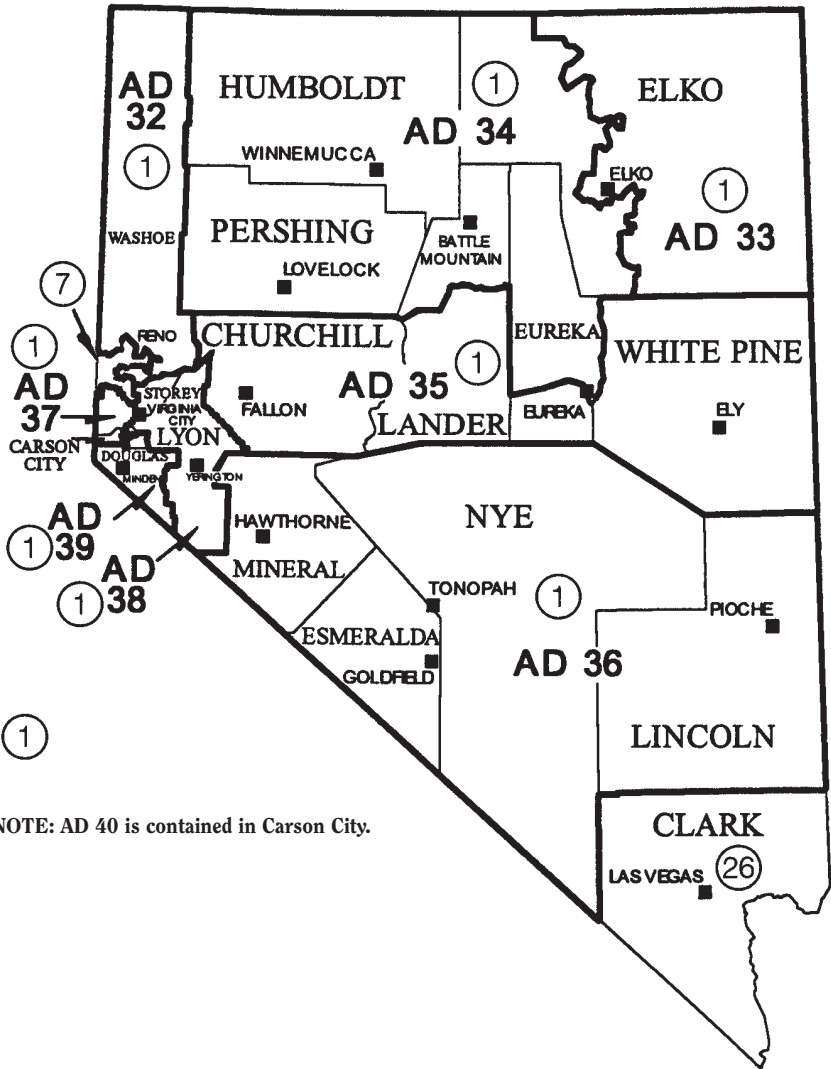 AD
32
1
HUMBOLDT
1
ELKO
AD 34
WINNEMUCCA
ELKO
1
AD 33
WASHOE
PERSHING
BATTLE
MOUNTAIN
LOVELOCK
7
RENO
CHURCHILL
EUREKA
WHITE PINE
1
AD
37
1
AD 35
STOREY
VIRGINIA
CITY
FALLON
LANDER
EUREKA
ELY
LYON
CARSON
CITY
DOUGLAS
MINDEN
YERINGTON
AD
1 39
HAWTHORNE
NYE
AD
1 38
MINERAL
TONOPAH
1
PIOCHE
ESMERALDA
AD 36
GOLDFIELD
LINCOLN
1
NOTE: AD 40 is contained in Carson City.
CLARK
LAS VEGAS
26